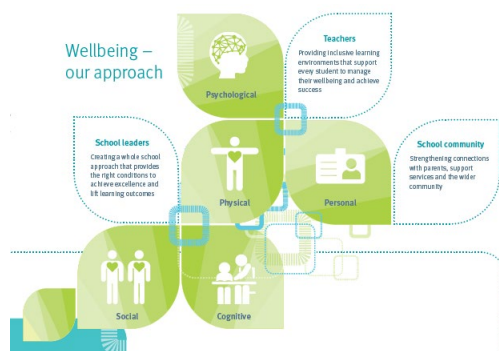 Wellbeing –
our approach
Psychological
Teachers
Providing inclusive learning
environments that support
every student to manage
their wellbeing and achieve
success
School leaders
Creating a whole school
approach that provides
the right conditions to
achieve excellence and
lift learning outcomes
Physical
Personal
School community
Strengthening connections
with parents, support
services and the wider
community
Social
Cognitive